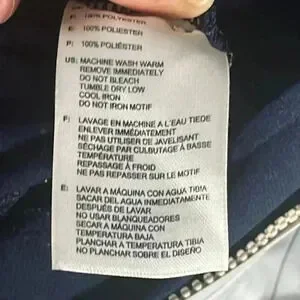 100% POLYESTER
E: 100% POLIESTER
P: 100% POLIÉSTER
US: MACHINE WASH WARM
REMOVE IMMEDIATELY
DO NOT BLEACH
TUMBLE DRY LOW
COOL IRON
DO NOT IRON MOTIF
F: LAVAGE EN MACHINE A L'EAU TIEDE
ENLEVER IMMÉDIATEMENT
NE PAS UTILISER DE JAVELISANT
SÉCHAGE PAR CULBUTAGE À BASSE
TEMPÉRATURE
REPASSAGE À FROID
NE PAS REPASSER SUR LE MOTIF
E: LAVAR A MÁQUINA CON AGUA TIBIA
SACAR DEL AGUA INMEDIATAMENTE
DESPUÉS DE LAVAR
NO USAR BLANQUEADORES
SECAR A MÁQUINA CON
TEMPERATURA BAJA
PLANCHAR A TEMPERATURA TIBIA
NO PLANCHAR SOBRE EL DISEÑO